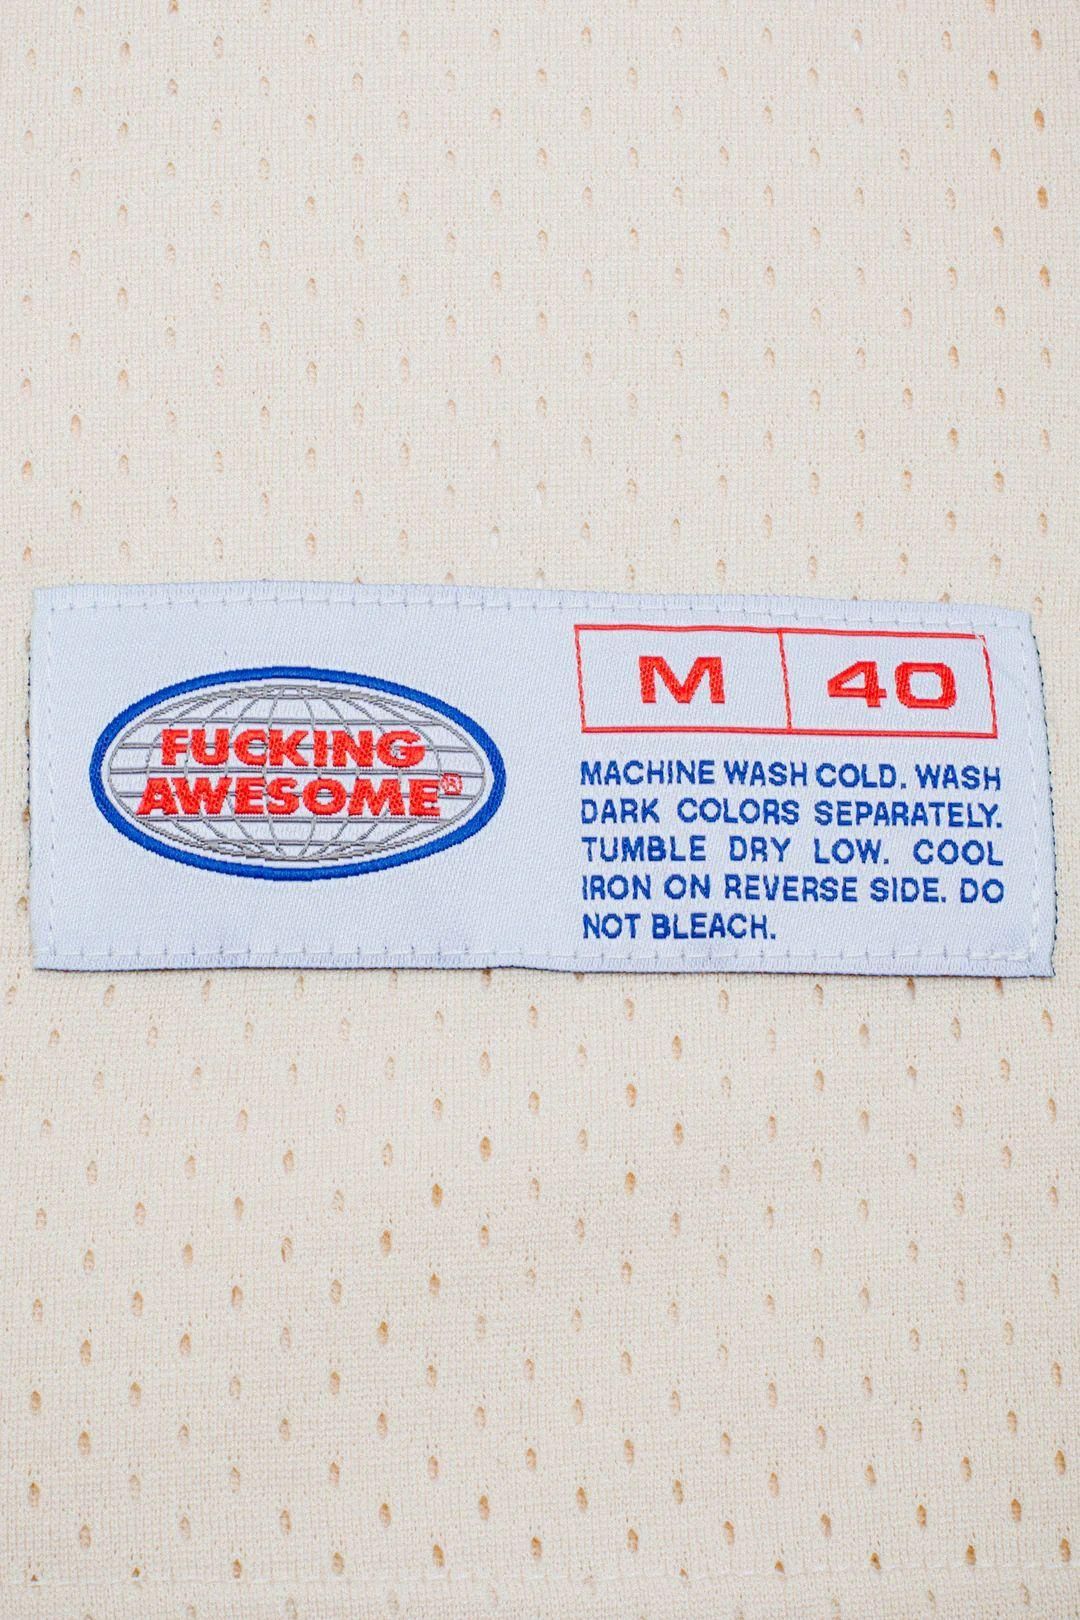 FUCKING
AWESOME®
M 40
MACHINE WASH COLD. WASH
DARK COLORS SEPARATELY.
TUMBLE DRY LOW. COOL
IRON ON REVERSE SIDE. DO
NOT BLEACH.